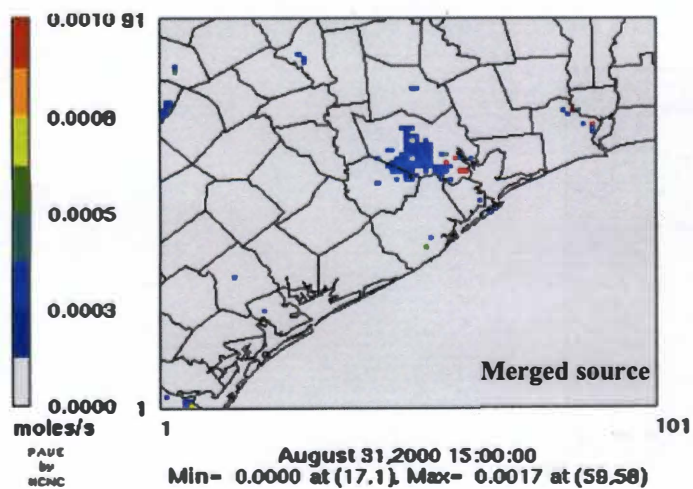 0.0010 91
0.0008
0.0005
0.0003
0.0000 1
moles/s
1 101
Merged source
PAVE
by
MCNC
August 31,2000 15:00:00
Min= 0.0000 at (17,1), Max= 0.0017 at (59,58)